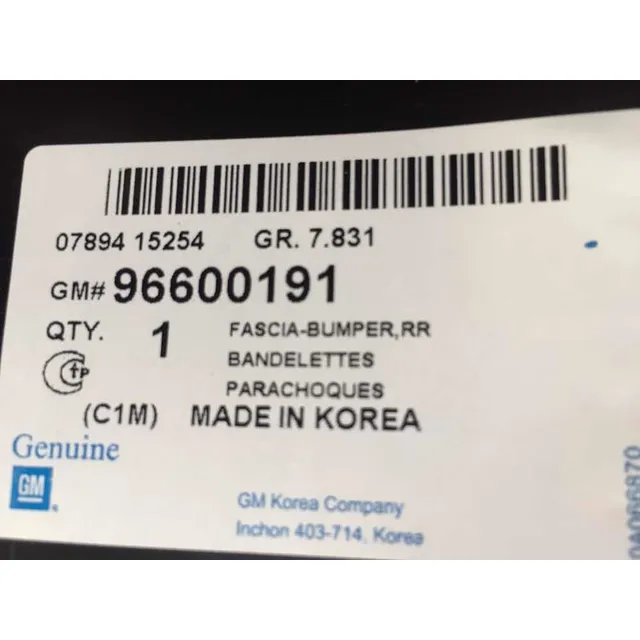 07894 15254 GR. 7.831
GM# 96600191
QTY. 1 FASCIA-BUMPER,RR
BANDELETTES
PARACHOQUES
(C1M) MADE IN KOREA
Genuine
GM
GM Korea Company
Inchon 403-714, Korea
0A066870